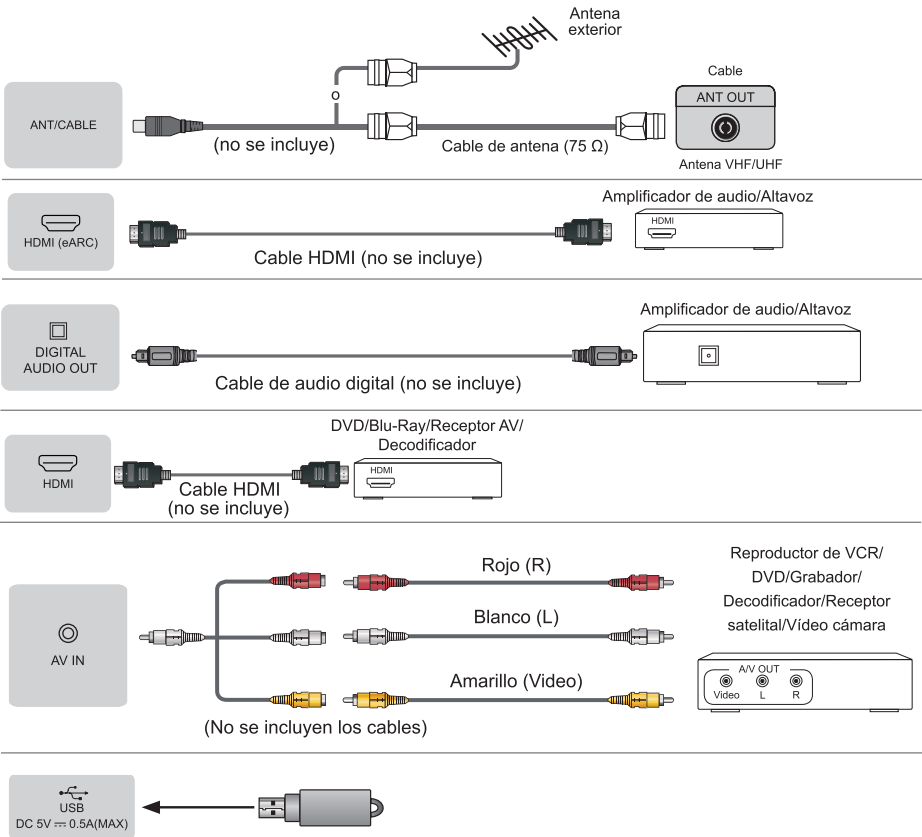 Antena
exterior
Cable
ANT OUT
ANT/CABLE
o
(no se incluye)
Cable de antena (75 Ω)
Antena VHF/UHF
Amplificador de audio/Altavoz
HDMI
HDMI (eARC)
Cable HDMI (no se incluye)
Amplificador de audio/Altavoz
DIGITAL
AUDIO OUT
Cable de audio digital (no se incluye)
DVD/Blu-Ray/Receptor AV/
Decodificador
HDMI
HDMI
Cable HDMI
(no se incluye)
Rojo (R)
Blanco (L)
Amarillo (Video)
(No se incluyen los cables)
AV IN
Reproductor de VCR/
DVD/Grabador/
Decodificador/Receptor
satelital/Vídeo cámara
A/V OUT
Video L R
USB
DC 5V ⎓ 0.5A(MAX)